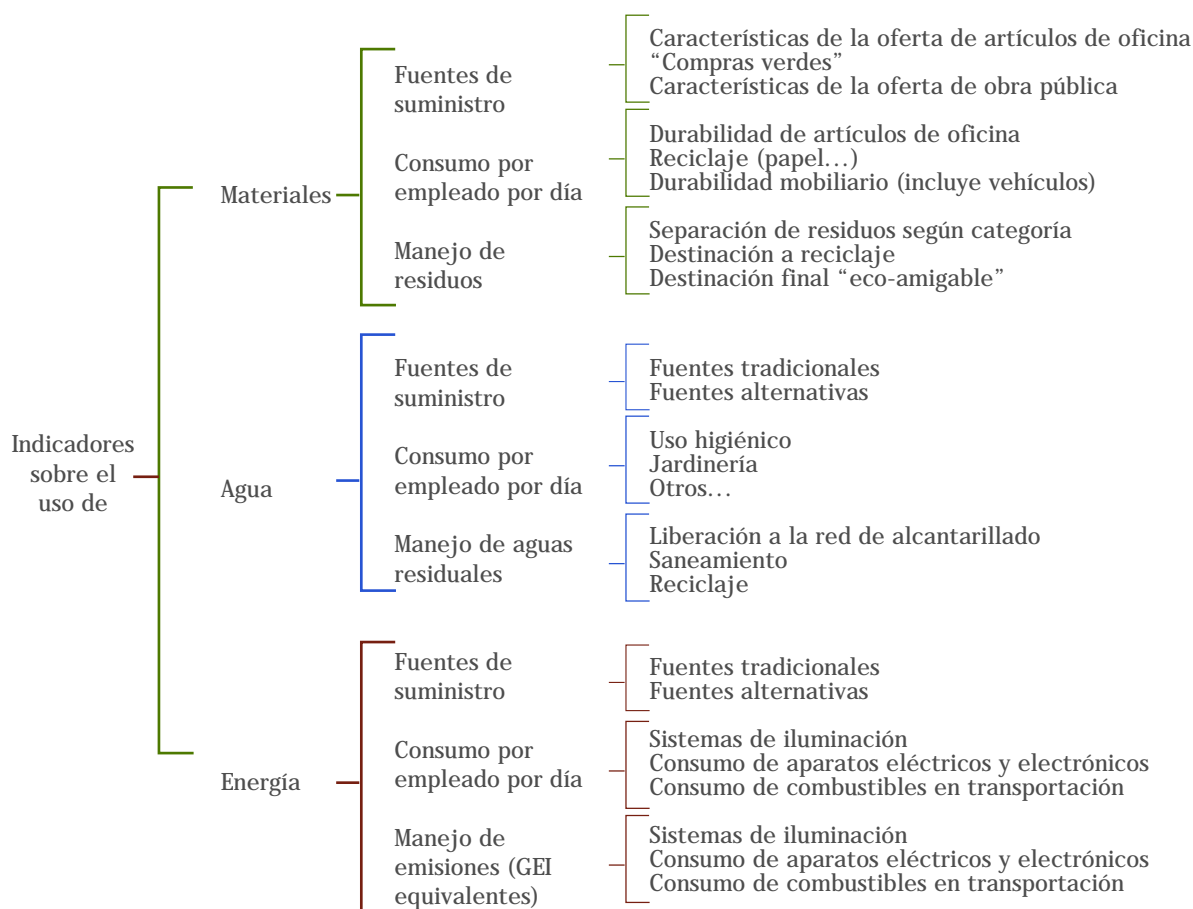 Indicadores
sobre el
uso de
Materiales
Fuentes de
suministro
Características de la oferta de artículos de oficina
“Compras verdes”
Características de la oferta de obra pública
Consumo por
empleado por día
Durabilidad de artículos de oficina
Reciclaje (papel…)
Durabilidad mobiliario (incluye vehículos)
Manejo de
residuos
Separación de residuos según categoría
Destinación a reciclaje
Destinación final “eco-amigable”
Agua
Fuentes de
suministro
Fuentes tradicionales
Fuentes alternativas
Consumo por
empleado por día
Uso higiénico
Jardinería
Otros…
Manejo de aguas
residuales
Liberación a la red de alcantarillado
Saneamiento
Reciclaje
Energía
Fuentes de
suministro
Fuentes tradicionales
Fuentes alternativas
Consumo por
empleado por día
Sistemas de iluminación
Consumo de aparatos eléctricos y electrónicos
Consumo de combustibles en transportación
Manejo de
emisiones (GEI
equivalentes)
Sistemas de iluminación
Consumo de aparatos eléctricos y electrónicos
Consumo de combustibles en transportación